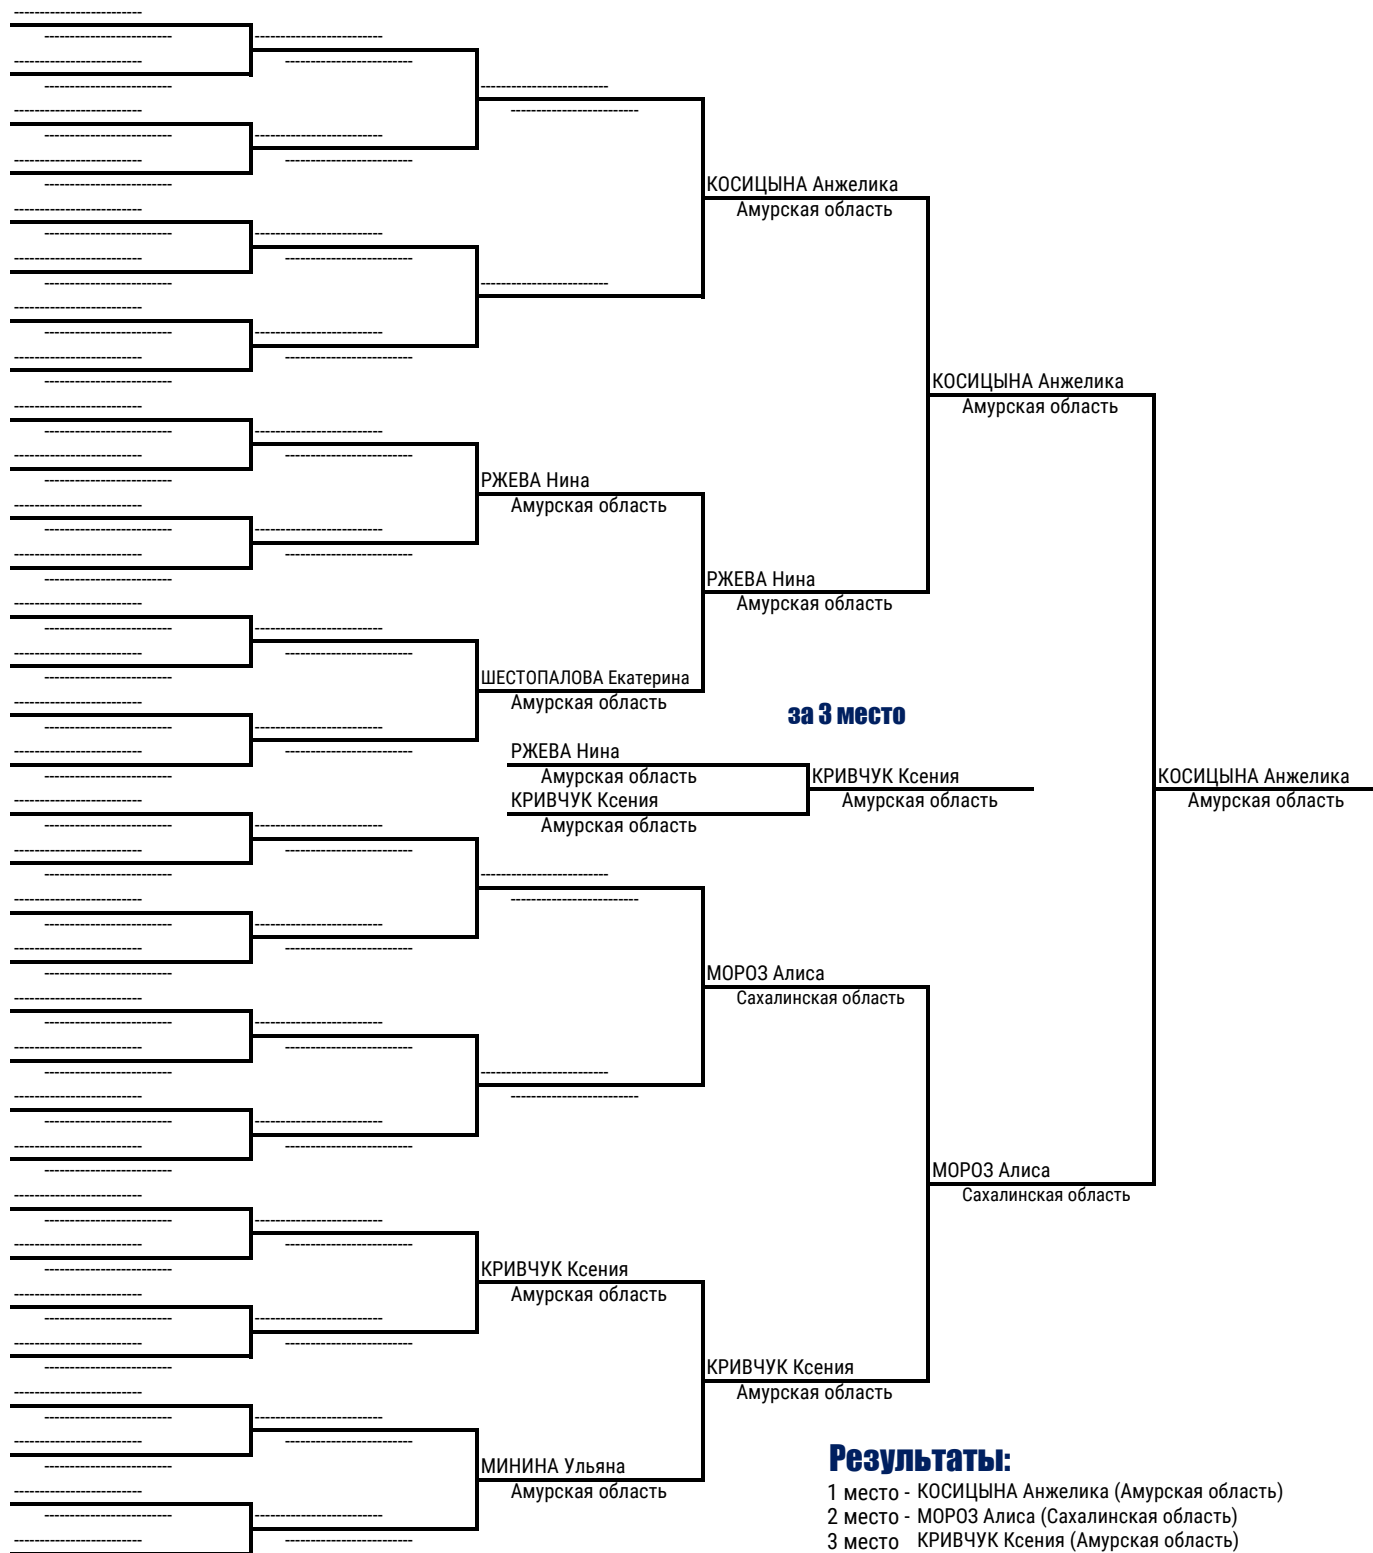 КОСИЦЫНА Анжелика
Амурская область
КОСИЦЫНА Анжелика
Амурская область
РЖЕВА Нина
Амурская область
РЖЕВА Нина
Амурская область
ШЕСТОПАЛОВА Екатерина
Амурская область
за 3 место
РЖЕВА Нина
Амурская область
КРИВЧУК Ксения
Амурская область
КРИВЧУК Ксения
Амурская область
КОСИЦЫНА Анжелика
Амурская область
МОРОЗ Алиса
Сахалинская область
МОРОЗ Алиса
Сахалинская область
КРИВЧУК Ксения
Амурская область
КРИВЧУК Ксения
Амурская область
МИНИНА Ульяна
Амурская область
Результаты:
1 место - КОСИЦЫНА Анжелика (Амурская область)
2 место - МОРОЗ Алиса (Сахалинская область)
3 место КРИВЧУК Ксения (Амурская область)